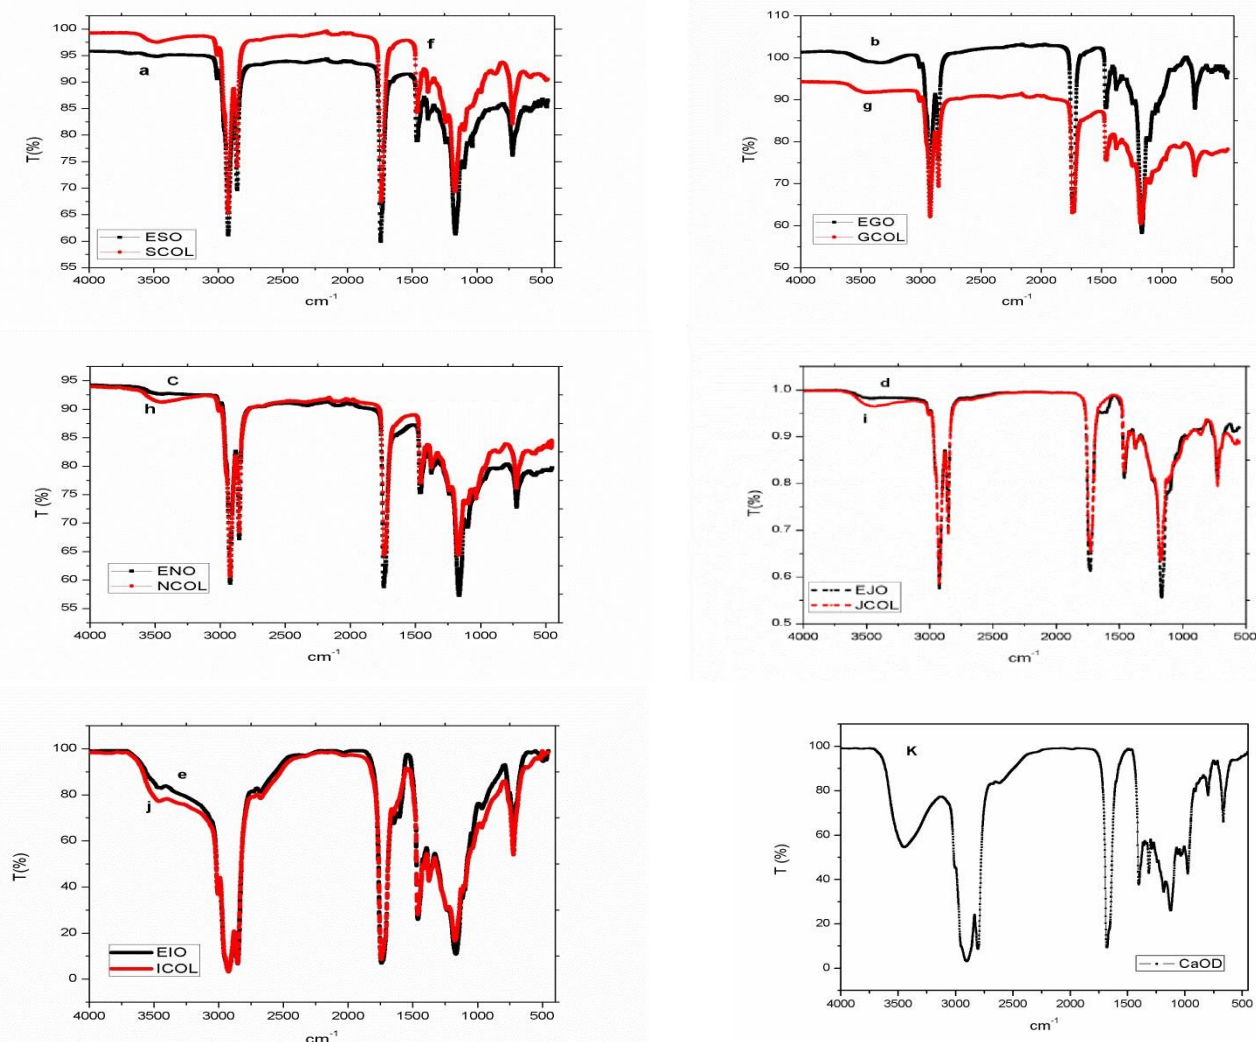 100
95
90
85
80
75
70
65
60
55
T(%)
a
f
ESO
SCOL
4000 3500 3000 2500 2000 1500 1000 500
cm-1
110
100
90
80
70
60
50
T(%)
b
g
EGO
GCOL
4000 3500 3000 2500 2000 1500 1000 500
cm-1
95
90
85
80
75
70
65
60
55
T (%)
C
h
ENO
NCOL
4000 3500 3000 2500 2000 1500 1000 500
cm-1
1.0
0.9
0.8
0.7
0.6
0.5
T (%)
d
i
EJO
JCOL
4000 3500 3000 2500 2000 1500 1000 500
cm-1
100
80
60
40
20
0
T(%)
e
j
EIO
ICOL
4000 3500 3000 2500 2000 1500 1000 500
cm-1
100
80
60
40
20
0
T (%)
K
CaOD
4000 3500 3000 2500 2000 1500 1000 500
cm-1